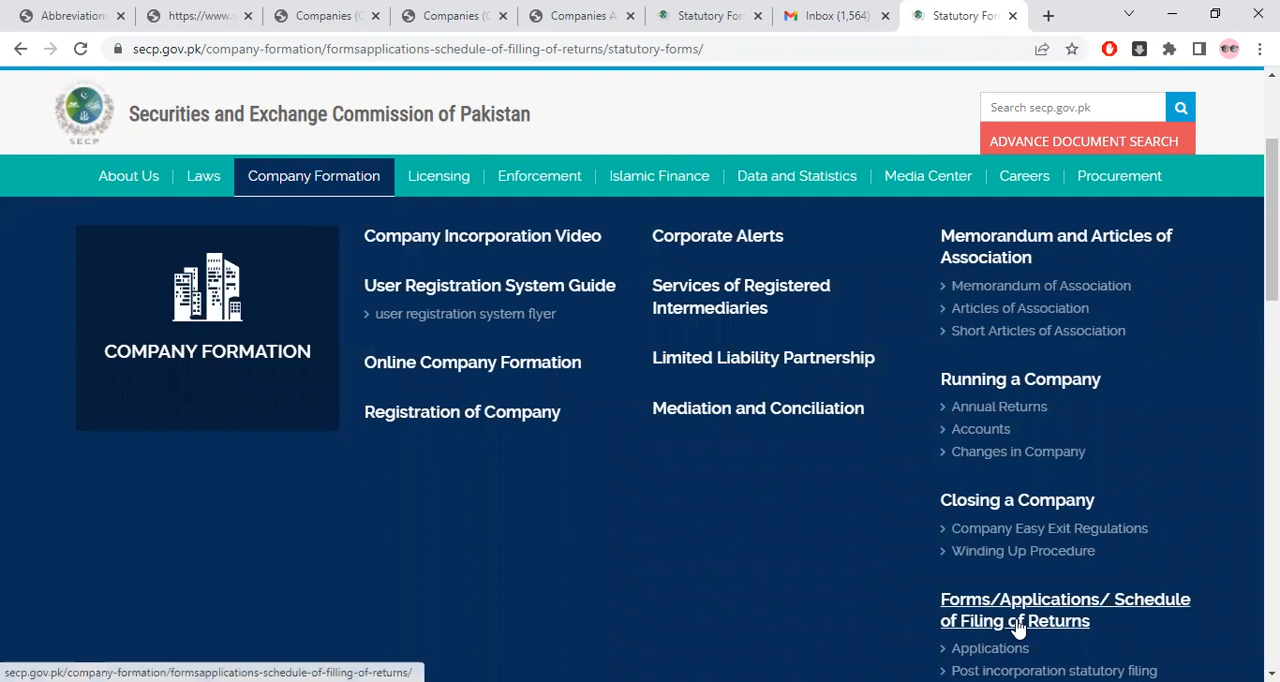 Abbreviations
https://www.s
Companies (C
Companies (C
Companies A
Statutory For
Inbox (1,564)
Statutory For
secp.gov.pk/company-formation/formsapplications-schedule-of-filling-of-returns/statutory-forms/
SECP
Securities and Exchange Commission of Pakistan
Search secp.gov.pk
ADVANCE DOCUMENT SEARCH
About Us
Laws
Company Formation
Licensing
Enforcement
Islamic Finance
Data and Statistics
Media Center
Careers
Procurement
COMPANY FORMATION
Company Incorporation Video
User Registration System Guide
user registration system flyer
Online Company Formation
Registration of Company
Corporate Alerts
Services of Registered
Intermediaries
Limited Liability Partnership
Mediation and Conciliation
Memorandum and Articles of
Association
Memorandum of Association
Articles of Association
Short Articles of Association
Running a Company
Annual Returns
Accounts
Changes in Company
Closing a Company
Company Easy Exit Regulations
Winding Up Procedure
Forms/Applications/ Schedule
of Filing of Returns
Applications
Post incorporation statutory filing
secp.gov.pk/company-formation/formsapplications-schedule-of-filling-of-returns/